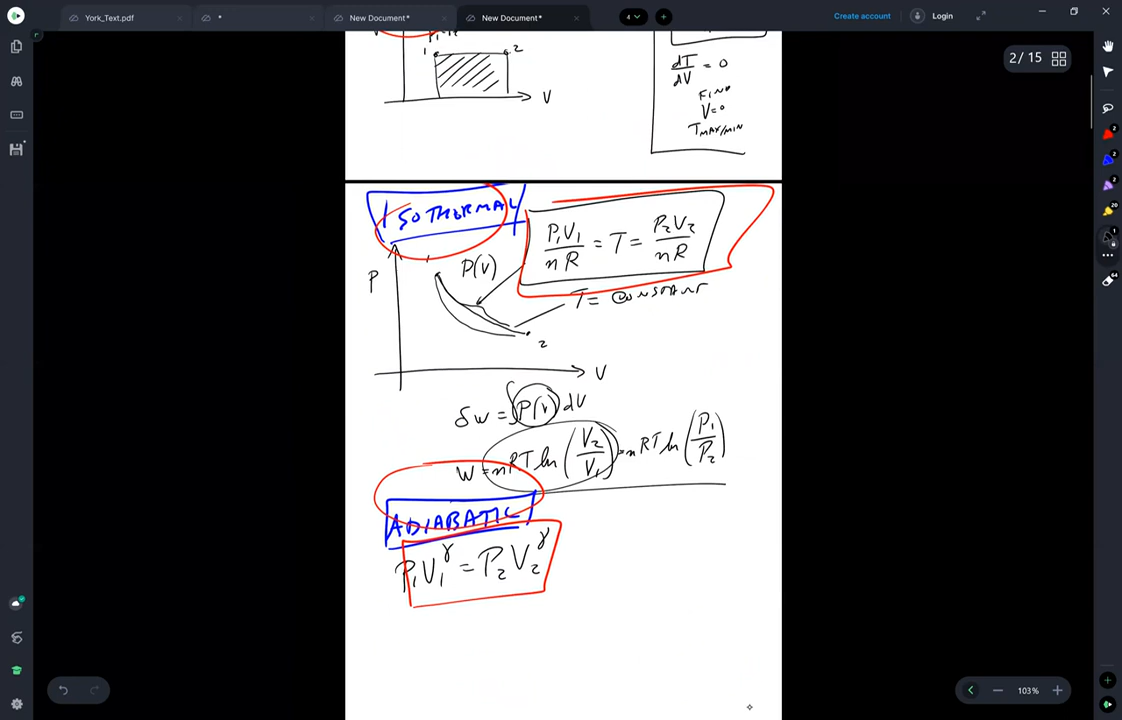 York_Text.pdf
*
New Document*
New Document*
4
Create account
Login
2 / 15
1
2
V
dT/dV = 0
FIND
V=0
TMAX/MIN
ISOTHERMAL
P₁V₁/nR = T = P₂V₂/nR
P
P(V)
T = CONSTANT
2
V
δw = ∫P(V)dV
W = nRT ln(V₂/V₁) = nRT ln(P₁/P₂)
ADIABATIC
P₁V₁^γ = P₂V₂^γ
103%